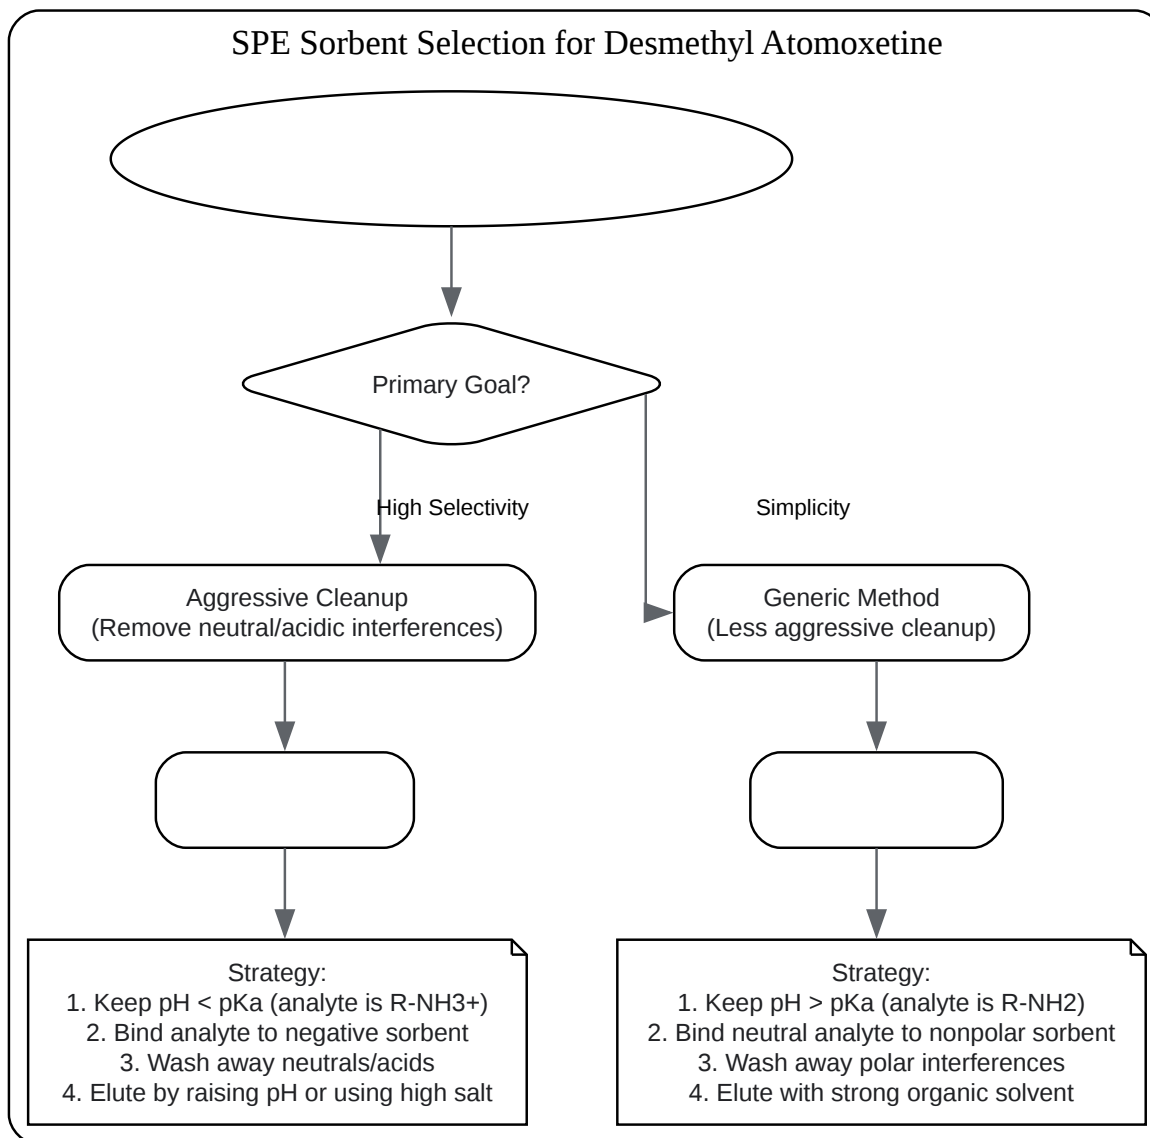 SPE Sorbent Selection for Desmethyl Atomoxetine
Primary Goal?
High Selectivity
Simplicity
Aggressive Cleanup
(Remove neutral/acidic interferences)
Generic Method
(Less aggressive cleanup)
Strategy:
1. Keep pH < pKa (analyte is R-NH3+)
2. Bind analyte to negative sorbent
3. Wash away neutrals/acids
4. Elute by raising pH or using high salt
Strategy:
1. Keep pH > pKa (analyte is R-NH2)
2. Bind neutral analyte to nonpolar sorbent
3. Wash away polar interferences
4. Elute with strong organic solvent